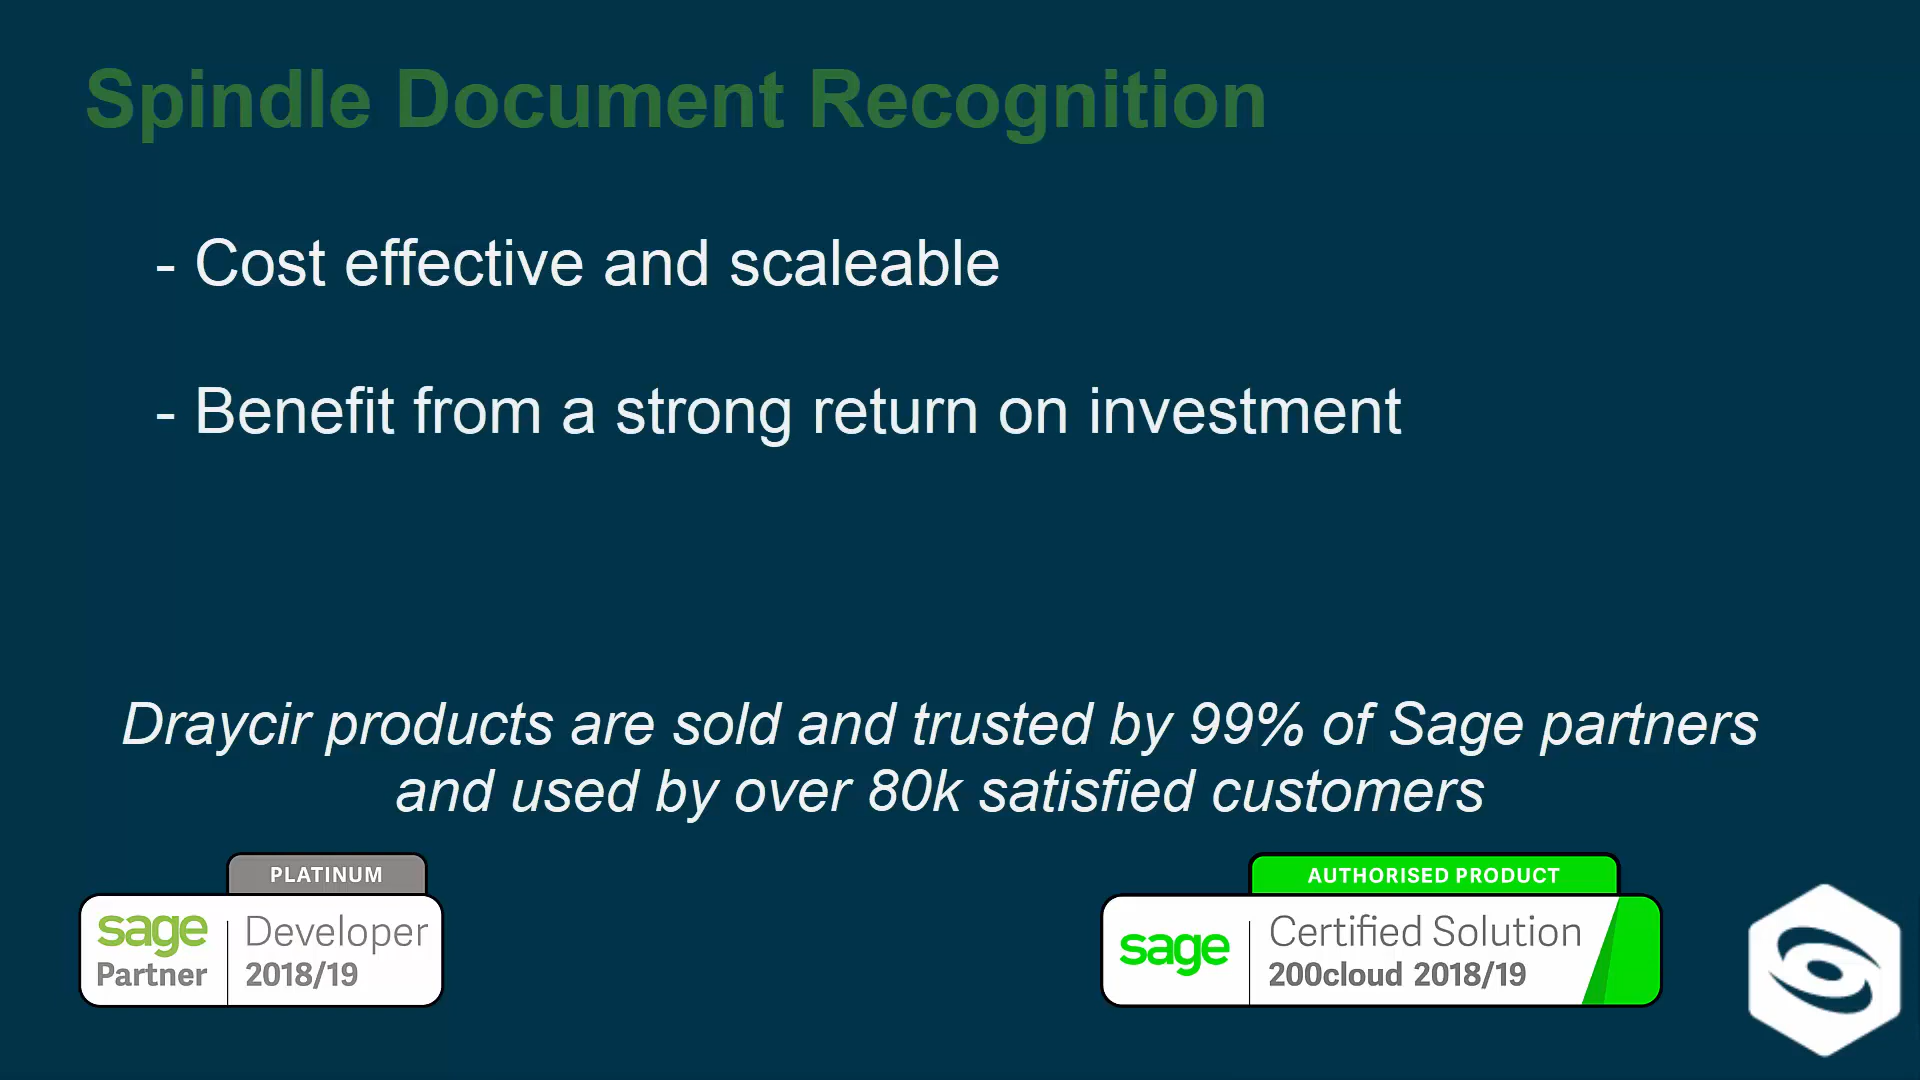 Spindle Document Recognition
- Cost effective and scaleable
- Benefit from a strong return on investment
Draycir products are sold and trusted by 99% of Sage partners
and used by over 80k satisfied customers
PLATINUM
sage
Partner
Developer
2018/19
AUTHORISED PRODUCT
sage
Certified Solution
200cloud 2018/19